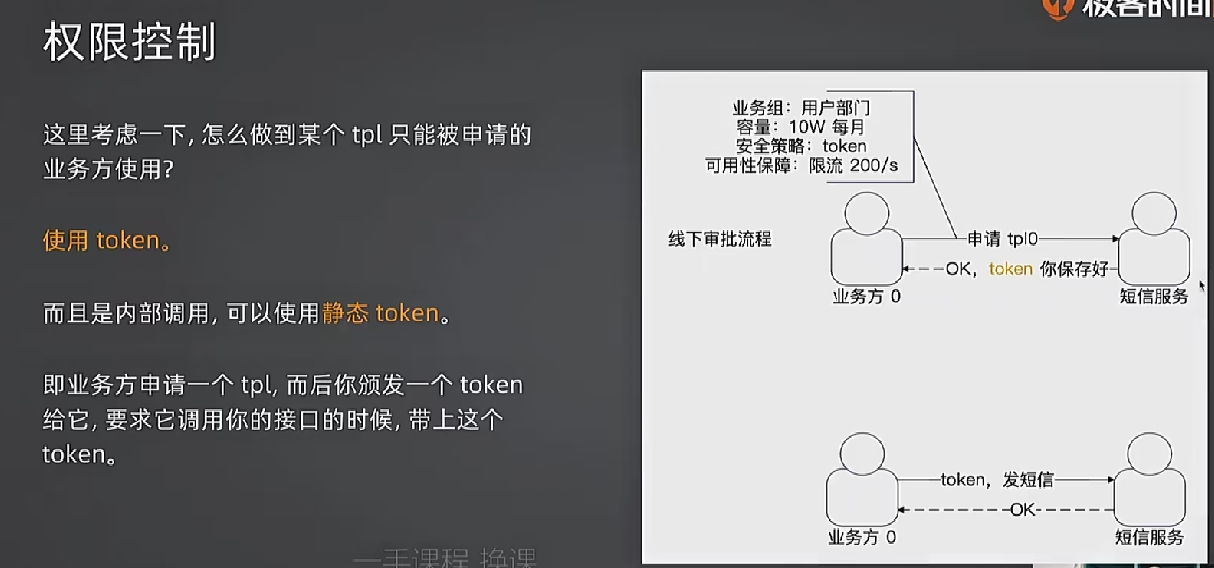 极客时间
权限控制
这里考虑一下, 怎么做到某个 tpl 只能被申请的
业务方使用?
使用 token。
而且是内部调用, 可以使用静态 token。
即业务方申请一个 tpl, 而后你颁发一个 token
给它, 要求它调用你的接口的时候, 带上这个
token。
业务组：用户部门
容量：10W 每月
安全策略：token
可用性保障：限流 200/s
线下审批流程
申请 tpl0
OK，token 你保存好
业务方 0
短信服务
token，发短信
OK
业务方 0
短信服务
一手课程 换课